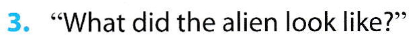 3. “What did the alien look like?”